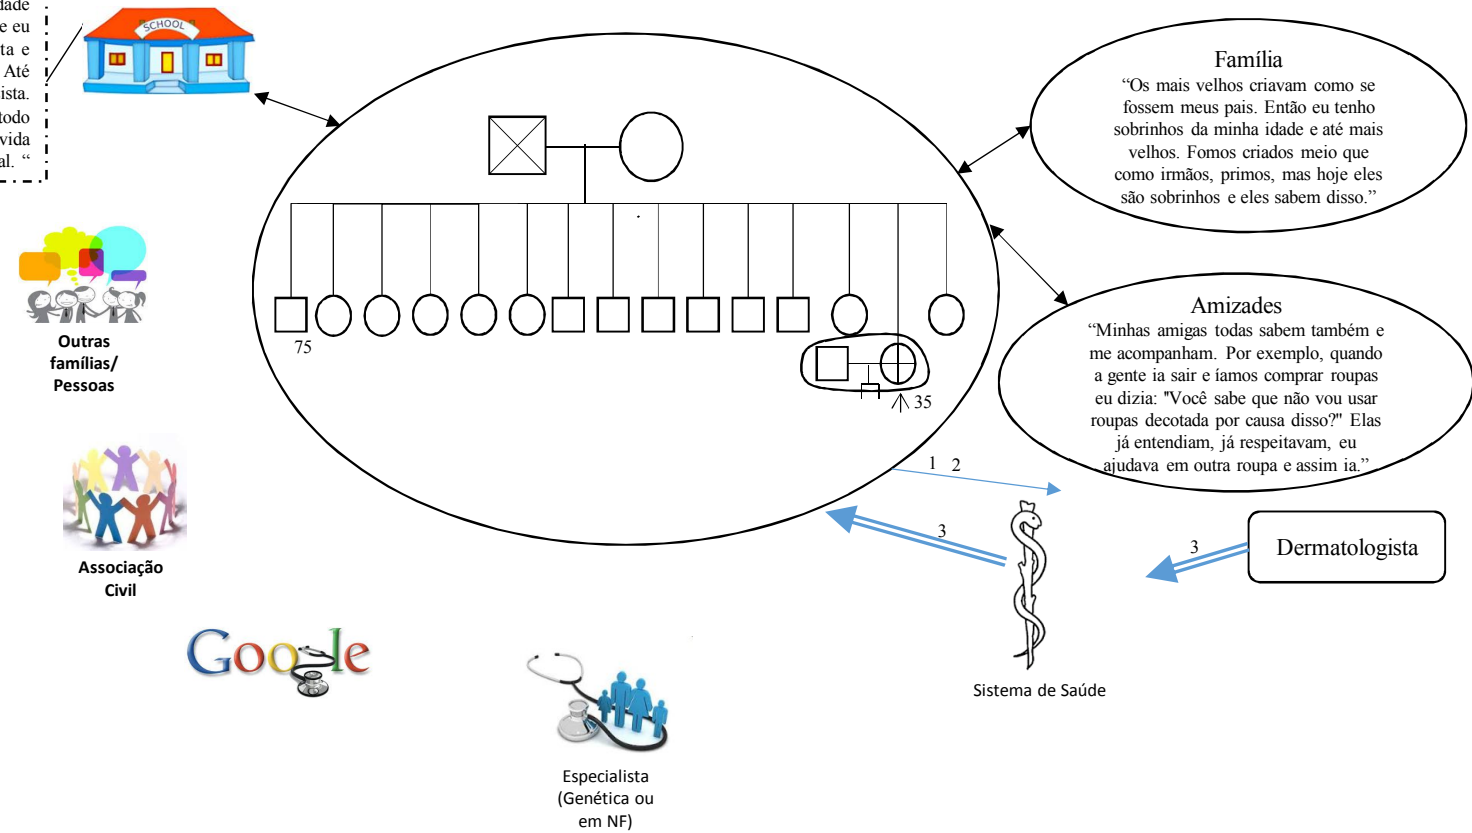 dade
e eu
ta e
Até
ista.
todo
vida
al. “
SCHOOL
Família
“Os mais velhos criavam como se
fossem meus pais. Então eu tenho
sobrinhos da minha idade e até mais
velhos. Fomos criados meio que
como irmãos, primos, mas hoje eles
são sobrinhos e eles sabem disso.”
Outras
famílias/
Pessoas
75
35
Amizades
“Minhas amigas todas sabem também e
me acompanham. Por exemplo, quando
a gente ia sair e íamos comprar roupas
eu dizia: "Você sabe que não vou usar
roupas decotada por causa disso?" Elas
já entendiam, já respeitavam, eu
ajudava em outra roupa e assim ia.”
1 2
3
3
Dermatologista
Associação
Civil
Google
Sistema de Saúde
Especialista
(Genética ou
em NF)